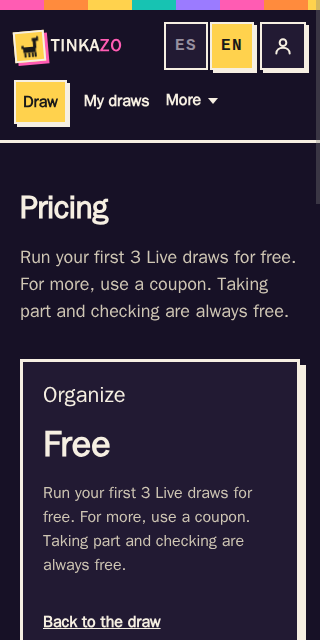 TINKAZO
ES
EN
Draw
My draws
More
Pricing
Run your first 3 Live draws for free.
For more, use a coupon. Taking
part and checking are always free.
Organize
Free
Run your first 3 Live draws for
free. For more, use a coupon.
Taking part and checking are
always free.
Back to the draw